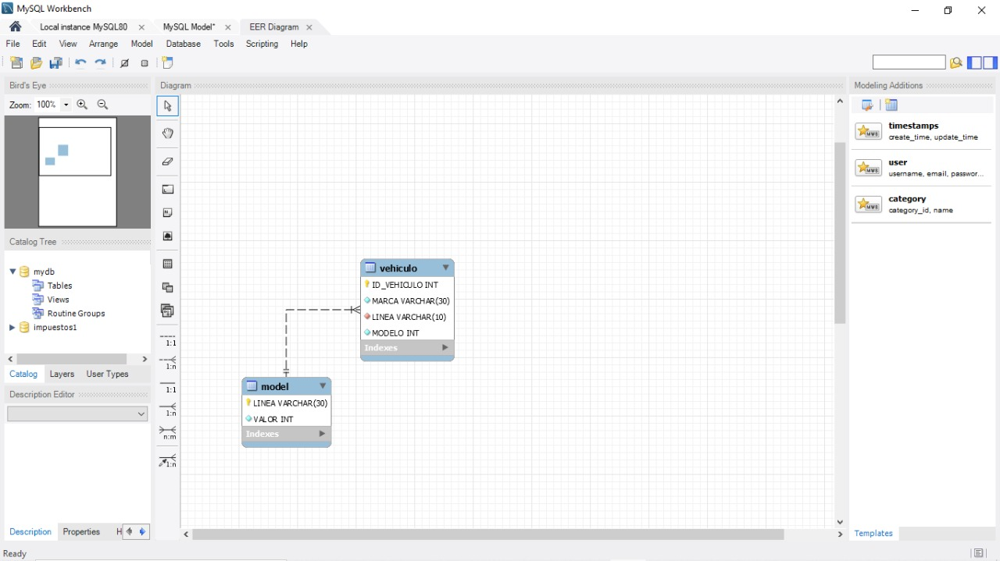 MySQL Workbench
Local instance MySQL80
MySQL Model*
EER Diagram
File Edit View Arrange Model Database Tools Scripting Help
Bird's Eye
Zoom: 100%
Catalog Tree
mydb
Tables
Views
Routine Groups
impuestos1
Catalog Layers User Types
Description Editor
Description Properties H
Ready
Diagram
1:1
1:n
1:1
1:n
n:m
1:n
vehiculo
ID_VEHICULO INT
MARCA VARCHAR(30)
LINEA VARCHAR(10)
MODELO INT
Indexes
model
LINEA VARCHAR(30)
VALOR INT
Indexes
Modeling Additions
MWB
timestamps
create_time, update_time
MWB
user
username, email, passwor...
MWB
category
category_id, name
Templates